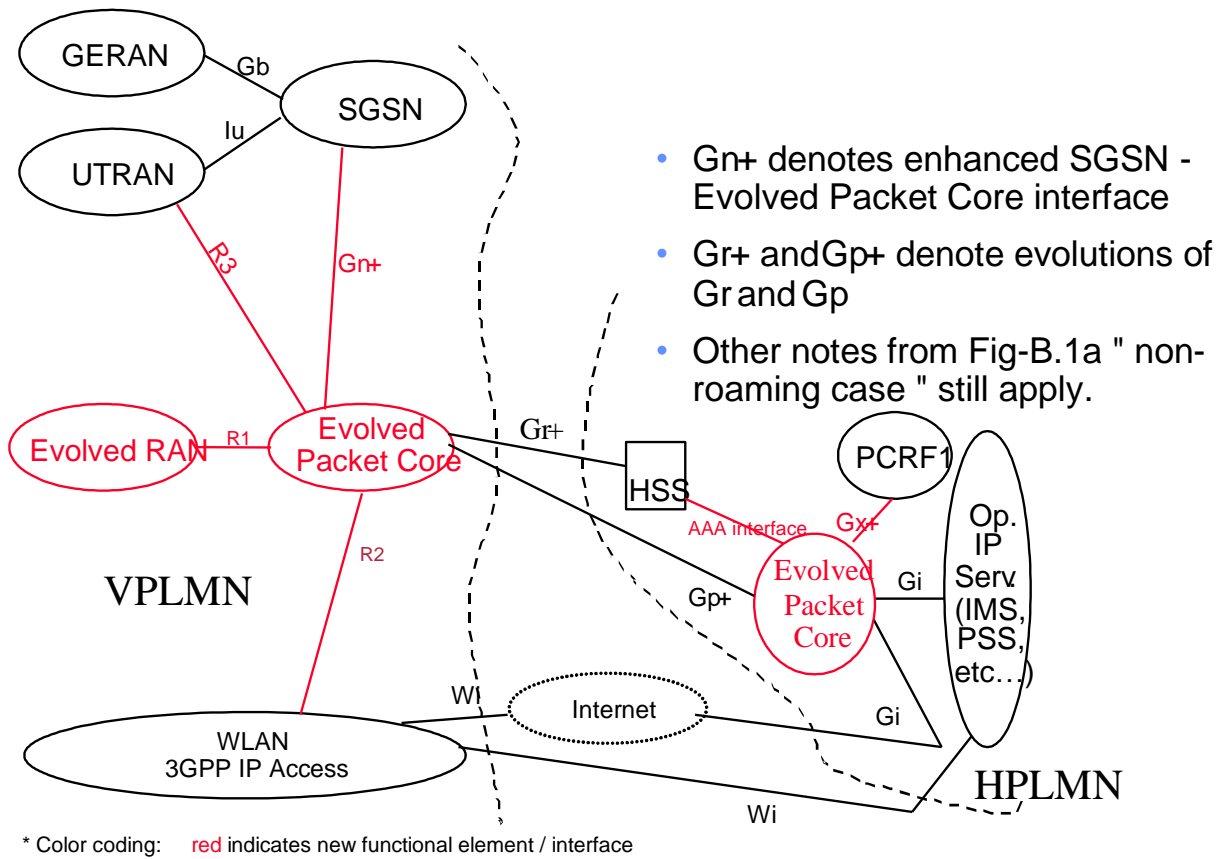 GERAN
Gb
SGSN
Iu
UTRAN
R3
Gn+
• Gn+ denotes enhanced SGSN -
Evolved Packet Core interface
• Gr+ and Gp+ denote evolutions of
Gr and Gp
• Other notes from Fig-B.1a " non-
roaming case " still apply.
Evolved RAN
R1
Evolved
Packet Core
Gr+
HSS
PCRF1
AAA interface
Gx+
R2
VPLMN
Gp+
Evolved
Packet
Core
Gi
Op.
IP
Serv.
(IMS,
PSS,
etc…)
Wi
Internet
Gi
WLAN
3GPP IP Access
Wi
HPLMN
* Color coding: red indicates new functional element / interface